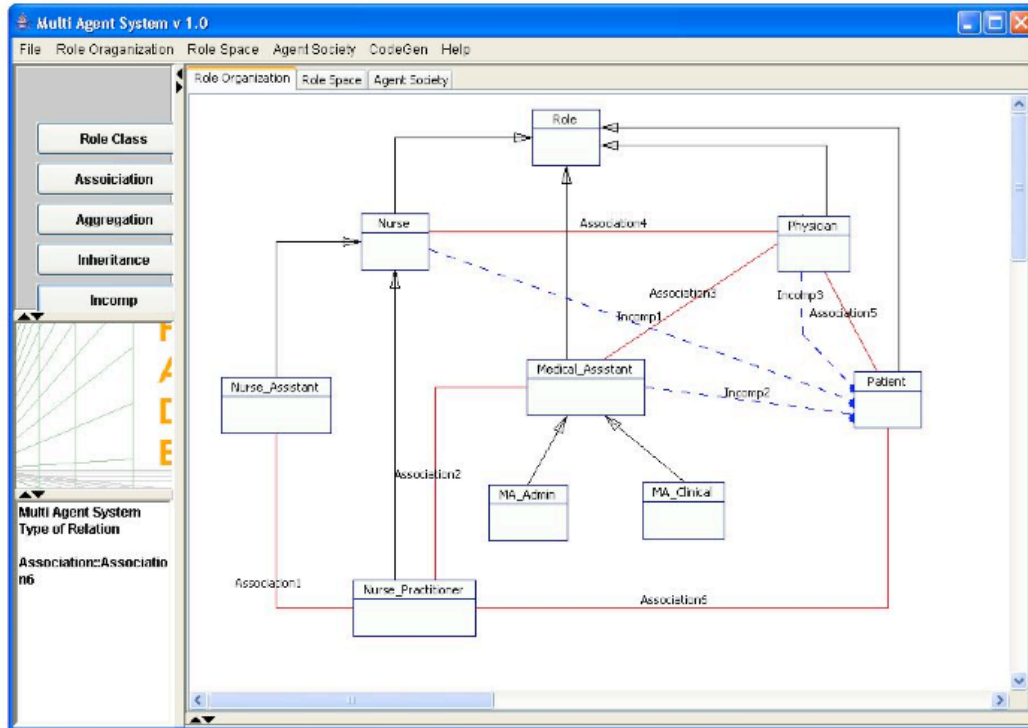 Multi Agent System v 1.0
File Role Oraganization Role Space Agent Society CodeGen Help
Role Organization Role Space Agent Society
Role Class
Assoiciation
Aggregation
Inheritance
Incomp
Multi Agent System
Type of Relation
Association::Associatio
n6
Role
Nurse
Association4
Physician
Association3
Incomp3
Incomp1
Association5
Medical_Assistant
Patient
Nurse_Assistant
Incomp2
Association2
MA_Admin
MA_Clinical
Association1
Nurse_Practitioner
Association6